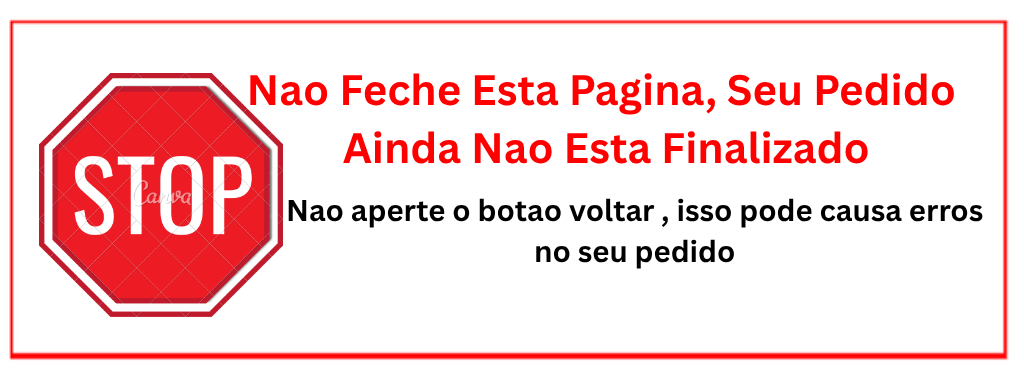 Nao Feche Esta Pagina, Seu Pedido
Ainda Nao Esta Finalizado
STOP
Canva
Nao aperte o botao voltar , isso pode causa erros
no seu pedido